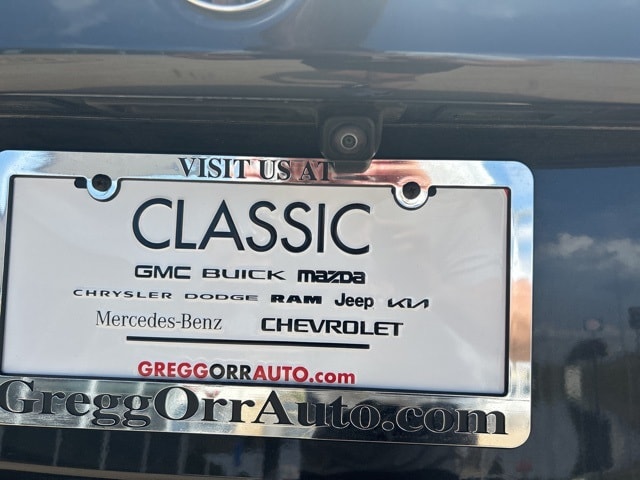 VISIT US AT
CLASSIC
GMC BUICK mazda
CHRYSLER DODGE RAM Jeep KIA
Mercedes-Benz CHEVROLET
GREGGORRAUTO.com
GreggOrrAuto.com